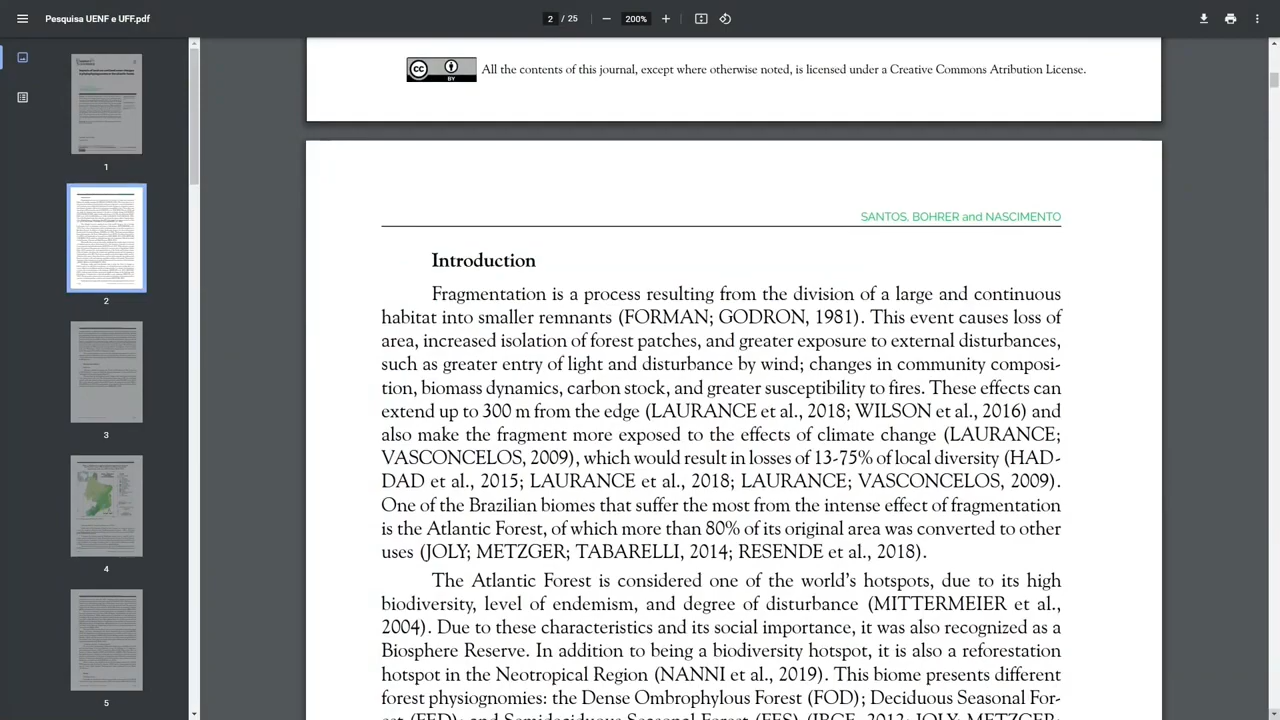 Pesquisa UENF e UFF.pdf
2 / 25
200%
BY
All the contents of this journal, except where otherwise noted, is licensed under a Creative Commons Atribution License.
SANTOS, BOHRER and NASCIMENTO
Introduction
Fragmentation is a process resulting from the division of a large and continuous
habitat into smaller remnants (FORMAN; GODRON, 1981). This event causes loss of
area, increased isolation of forest patches, and greater exposure to external disturbances,
such as greater entry of light and disturbance by wind; changes in community composi-
tion, biomass dynamics, carbon stock, and greater susceptibility to fires. These effects can
extend up to 300 m from the edge (LAURANCE et al., 2018; WILSON et al., 2016) and
also make the fragment more exposed to the effects of climate change (LAURANCE;
VASCONCELOS, 2009), which would result in losses of 13-75% of local diversity (HAD-
DAD et al., 2015; LAURANCE et al., 2018; LAURANCE; VASCONCELOS, 2009).
One of the Brazilian biomes that suffer the most from the intense effect of fragmentation
is the Atlantic Forest, of which more than 80% of its original area was converted to other
uses (JOLY; METZGER; TABARELLI, 2014; RESENDE et al., 2018).
The Atlantic Forest is considered one of the world's hotspots, due to its high
biodiversity, level of endemism, and degree of disturbance (MITTERMEIER et al.,
2004). Due to these characteristics and its social importance, it was also recognized as a
Biosphere Reserve. In addition to being a biodiversity hotspot, it is also a reforestation
hotspot in the Neotropical Region (NANNI et al., 2019). This biome presents different
forest physiognomies: the Dense Ombrophylous Forest (FOD); Deciduous Seasonal For-
est (FED); and Semideciduous Seasonal Forest (FES) (IBGE, 2012; JOLY; METZGER;
1
2
3
4
5